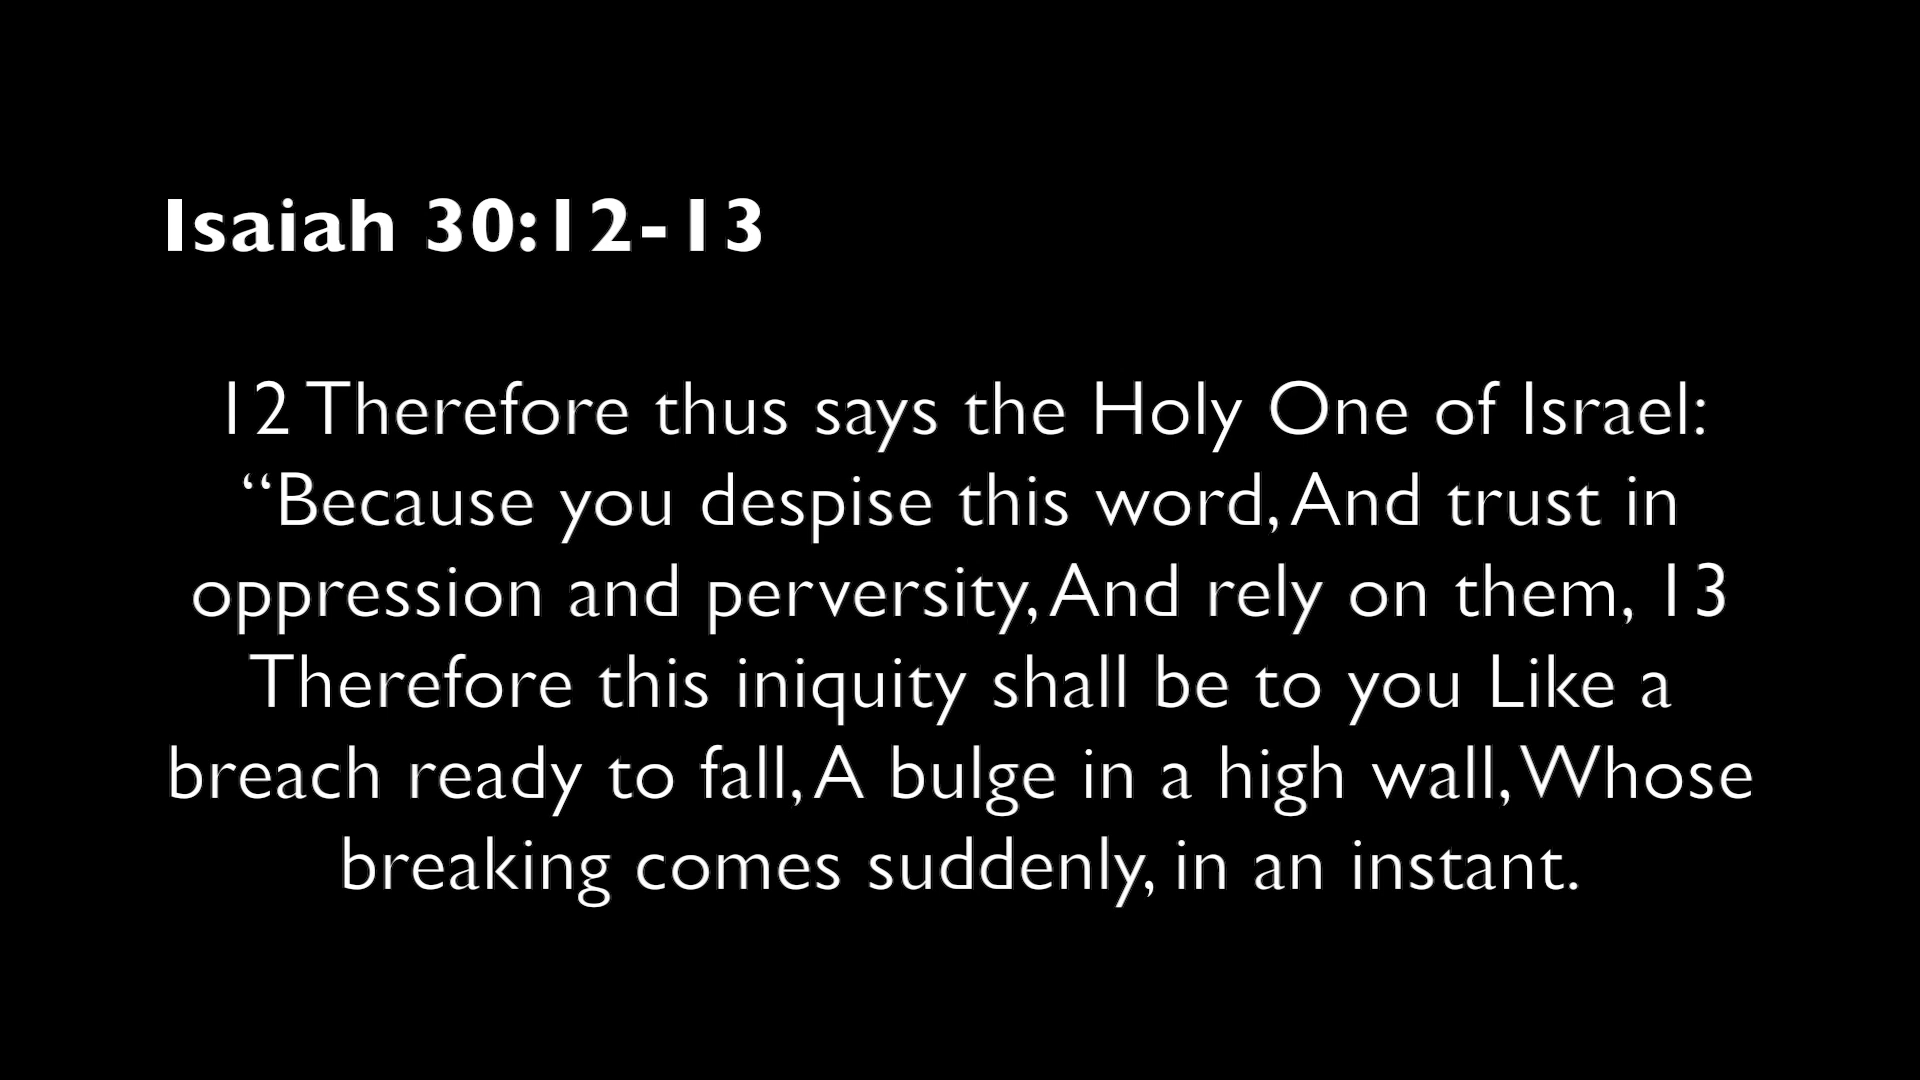 Isaiah 30:12-13
12 Therefore thus says the Holy One of Israel:
“Because you despise this word, And trust in
oppression and perversity, And rely on them, 13
Therefore this iniquity shall be to you Like a
breach ready to fall, A bulge in a high wall, Whose
breaking comes suddenly, in an instant.